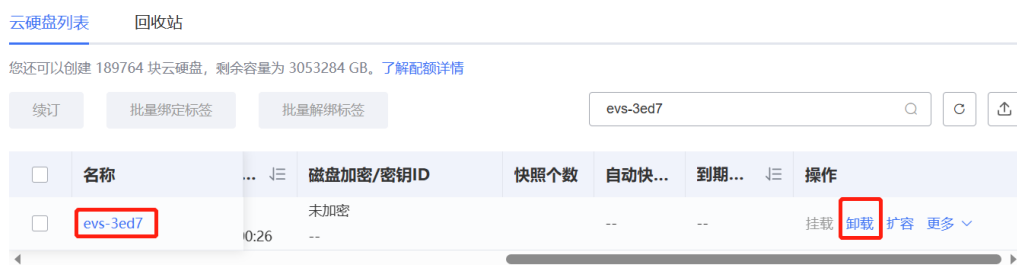 云硬盘列表 回收站
您还可以创建 189764 块云硬盘，剩余容量为 3053284 GB。了解配额详情
续订 批量绑定标签 批量解绑标签 evs-3ed7
名称 ... 磁盘加密/密钥ID 快照个数 自动快... 到期... 操作
未加密
evs-3ed7 -- -- 挂载 卸载 扩容 更多
0:26 --